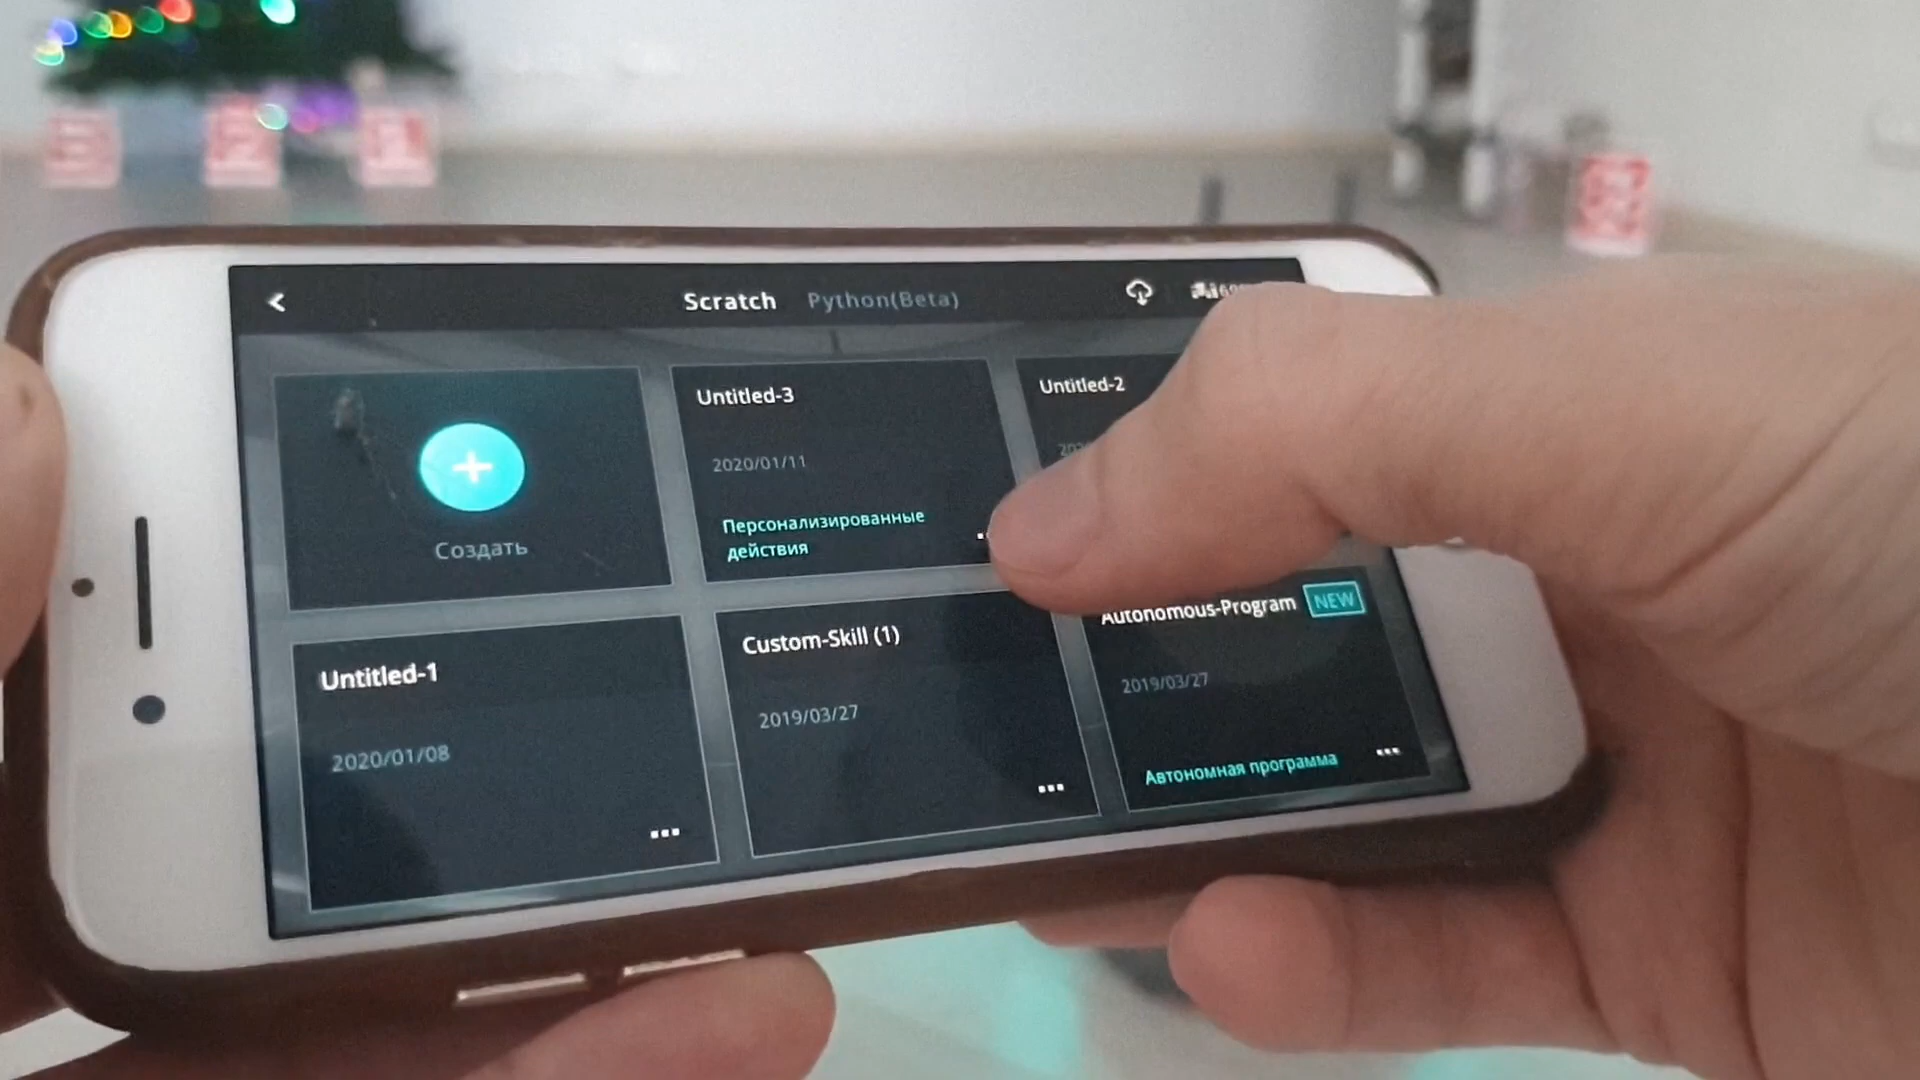 Scratch Python(Beta)
Untitled-3
2020/01/11
Персонализированные
действия
Untitled-2
Создать
Untitled-1
2020/01/08
Custom-Skill (1)
2019/03/27
Autonomous-Program NEW
2019/03/27
Автономная программа